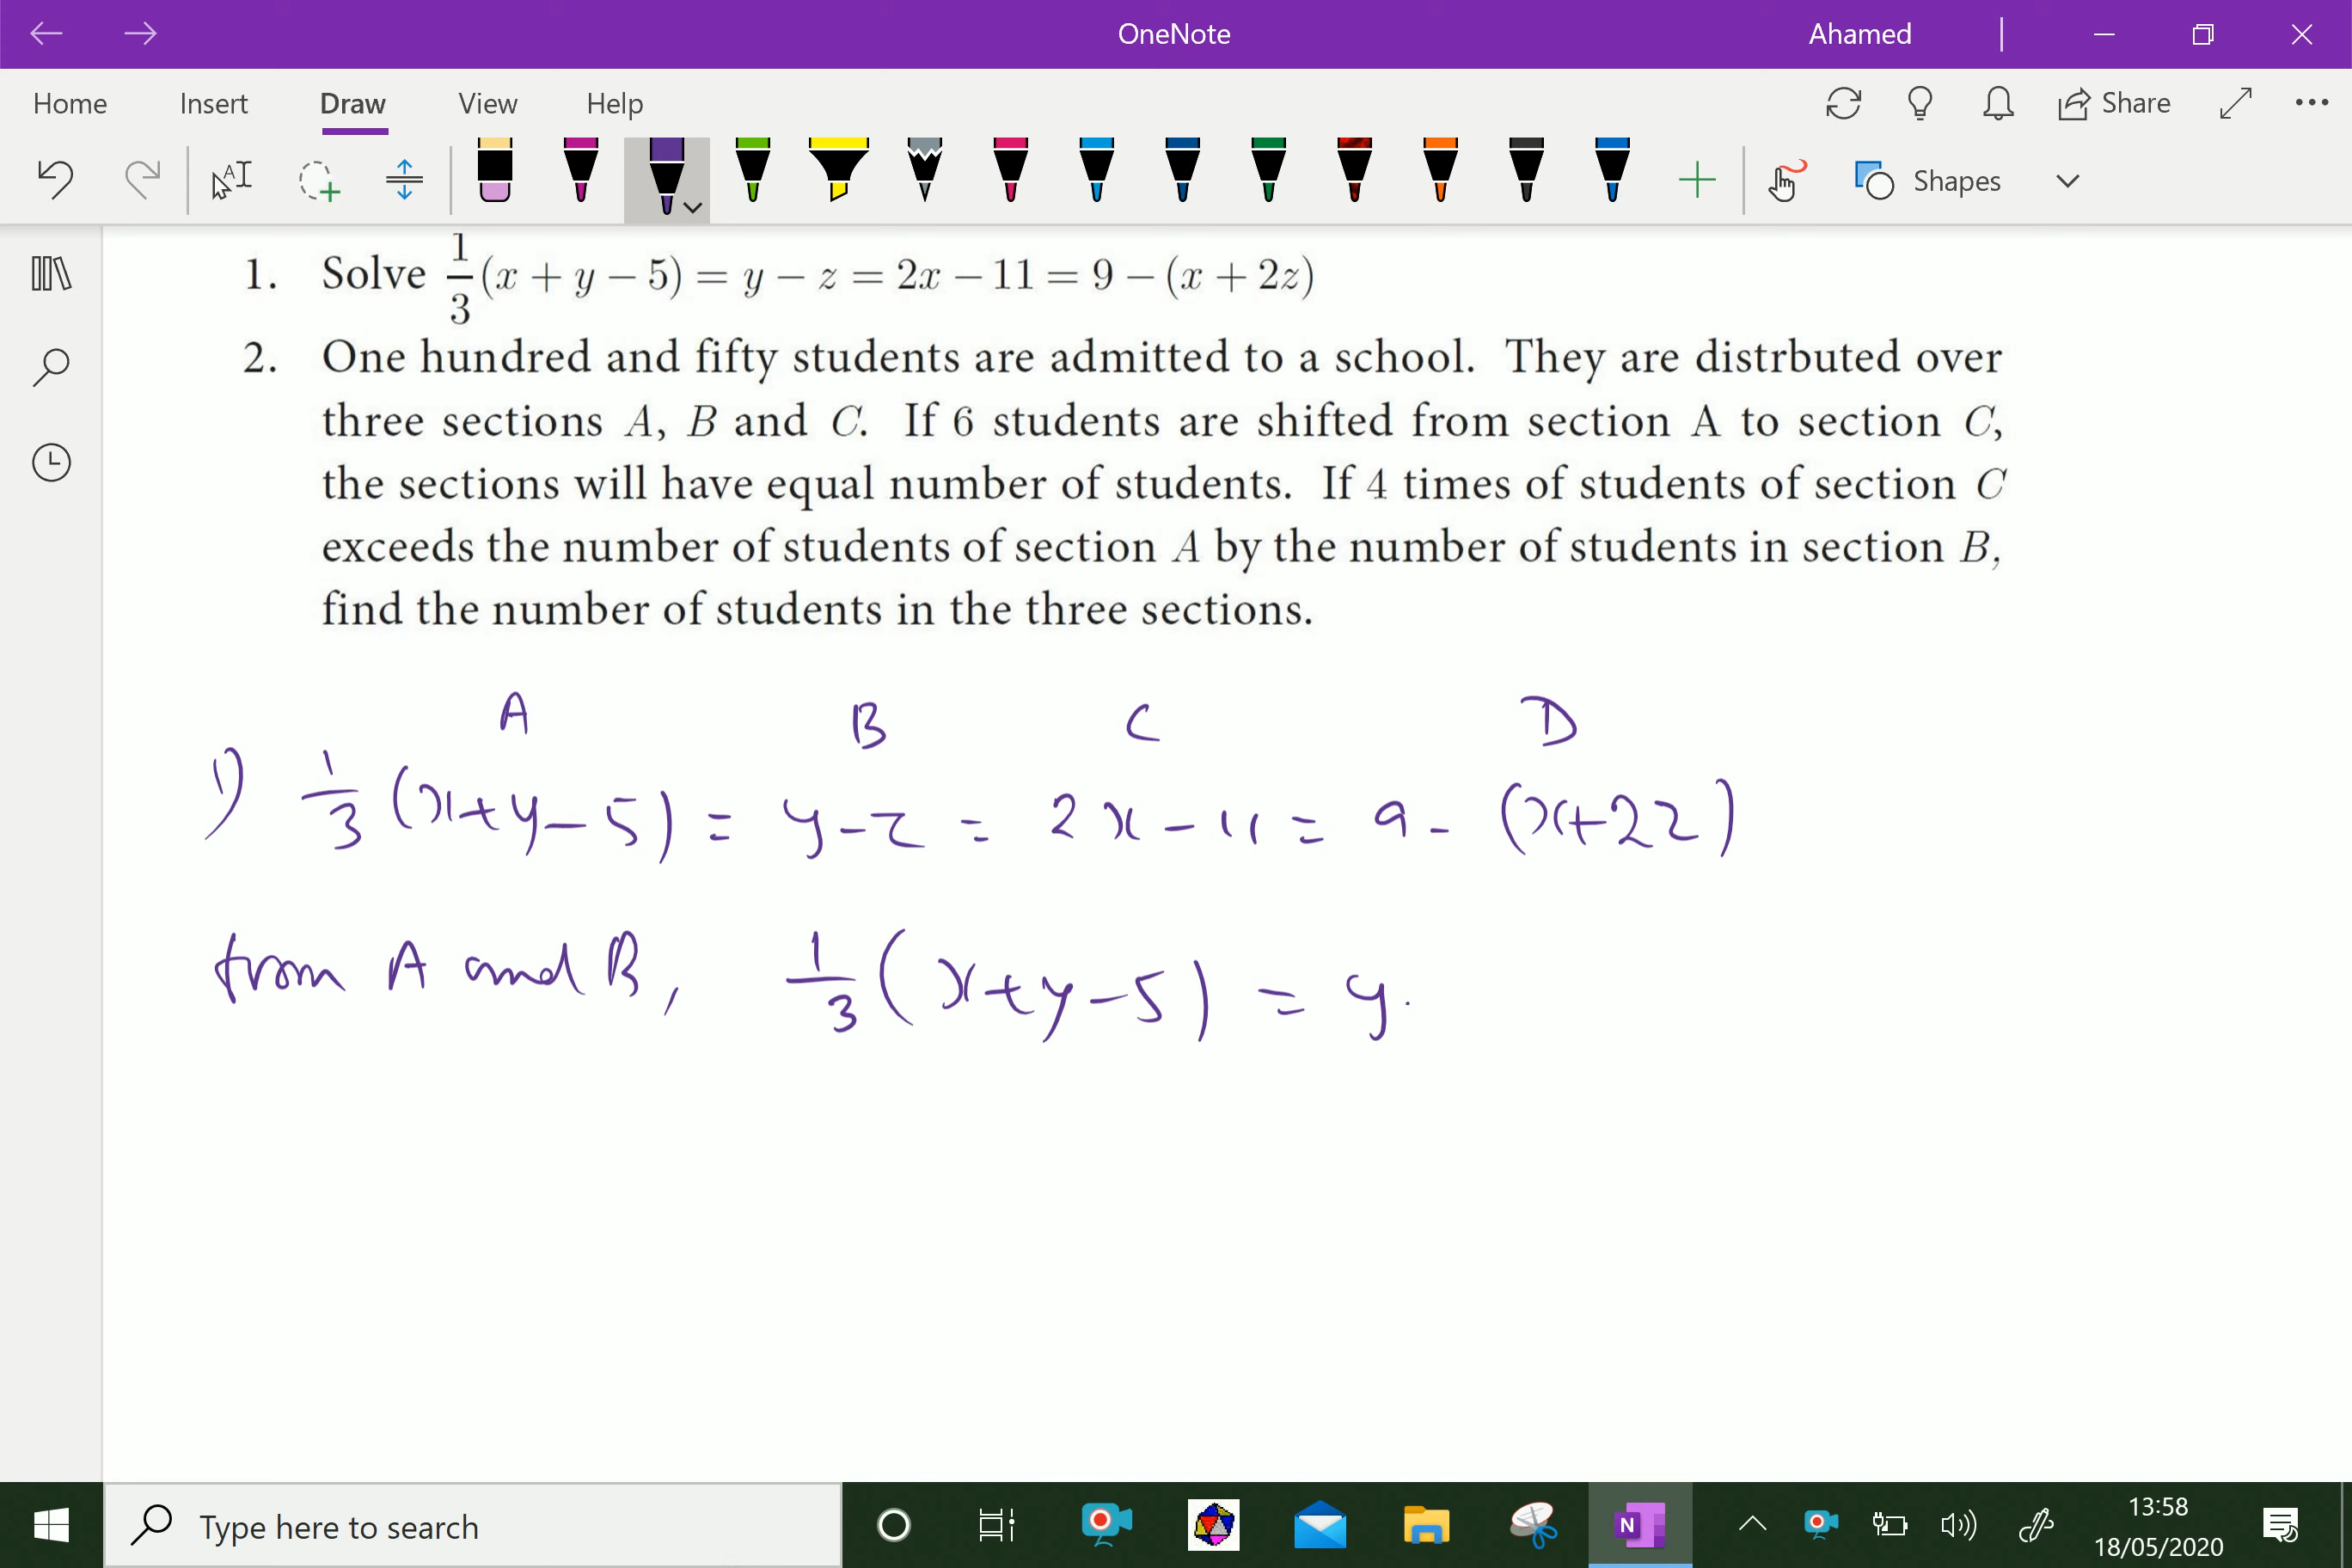 OneNote
Ahamed
Home Insert Draw View Help
Share
Shapes
1. Solve 1/3(x + y − 5) = y − z = 2x − 11 = 9 − (x + 2z)
2. One hundred and fifty students are admitted to a school. They are distrbuted over
three sections A, B and C. If 6 students are shifted from section A to section C,
the sections will have equal number of students. If 4 times of students of section C
exceeds the number of students of section A by the number of students in section B,
find the number of students in the three sections.
A B C D
1) 1/3 (x+y−5) = y−z = 2x−11 = 9−(x+2z)
from A and B, 1/3 (x+y−5) = y
Type here to search
N
13:58
18/05/2020